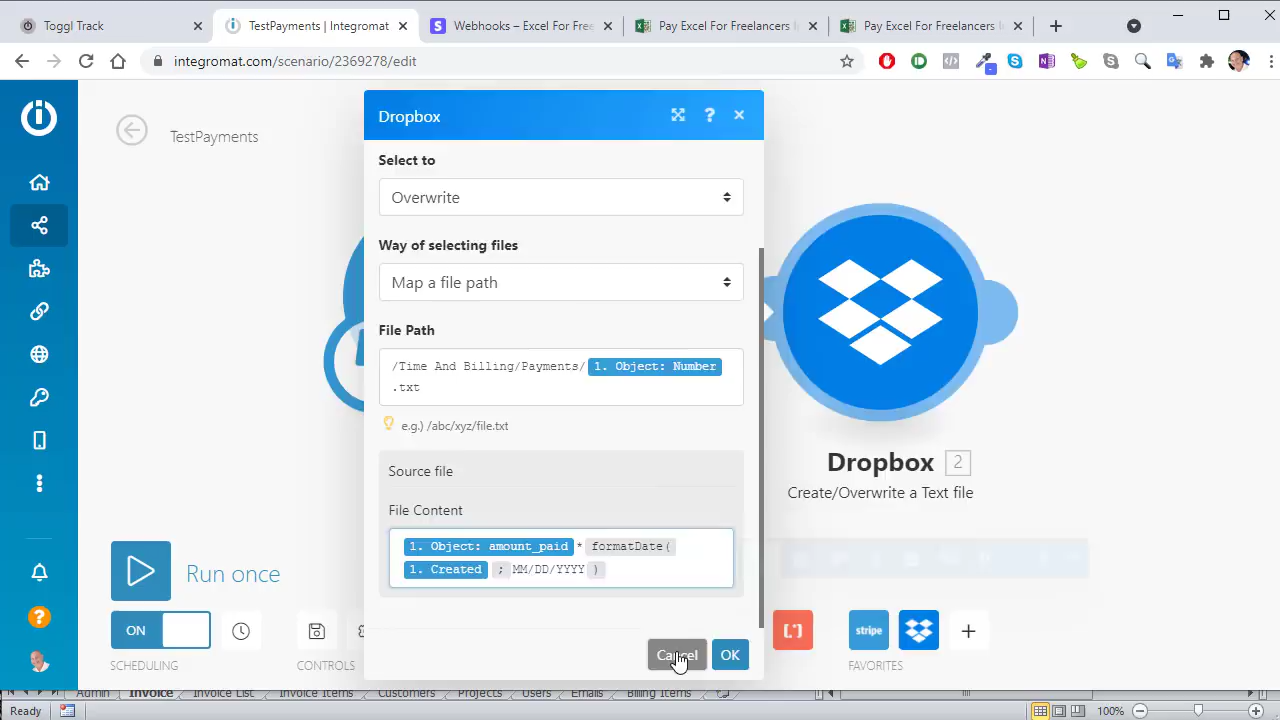 Toggl Track
TestPayments | Integromat
Webhooks – Excel For Free
Pay Excel For Freelancers I
Pay Excel For Freelancers I
integromat.com/scenario/2369278/edit
TestPayments
Dropbox
Select to
Overwrite
Way of selecting files
Map a file path
File Path
/Time And Billing/Payments/ 1. Object: Number
.txt
e.g.) /abc/xyz/file.txt
Source file
File Content
1. Object: amount_paid * formatDate(
1. Created ; MM/DD/YYYY )
Cancel
OK
Dropbox 2
Create/Overwrite a Text file
Run once
ON
SCHEDULING
CONTROLS
stripe
FAVORITES
Admin Invoice Invoice List Invoice Items Customers Projects Users Emails Billing Items
Ready
100%